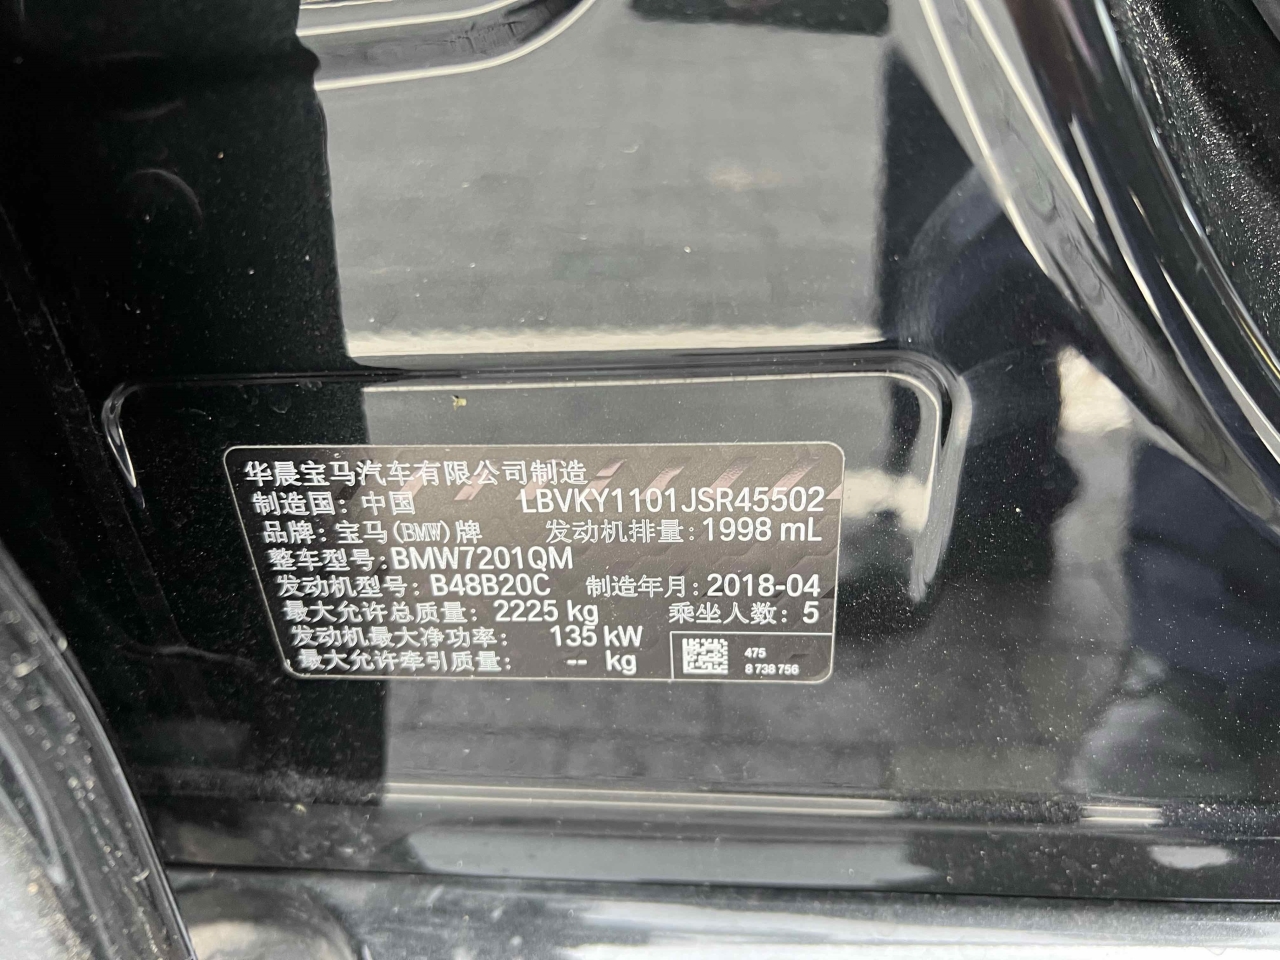 华晨宝马汽车有限公司制造
制造国：中国 LBVKY1101JSR45502
品牌：宝马(BMW)牌 发动机排量：1998 mL
整车型号：BMW7201QM
发动机型号：B48B20C 制造年月：2018-04
最大允许总质量：2225 kg 乘坐人数：5
发动机最大净功率： 135 kW
最大允许牵引质量： -- kg
475
8 738 756